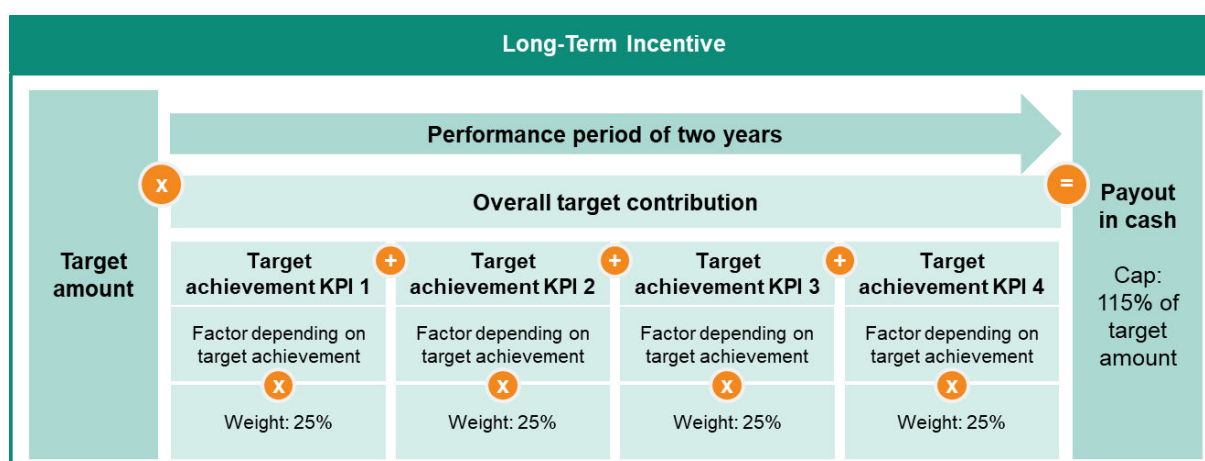 Long-Term Incentive
Performance period of two years
x
=
Overall target contribution
Target
amount
Target
achievement KPI 1
+
Target
achievement KPI 2
+
Target
achievement KPI 3
+
Target
achievement KPI 4
Factor depending on
target achievement
Factor depending on
target achievement
Factor depending on
target achievement
Factor depending on
target achievement
x
x
x
x
Weight: 25%
Weight: 25%
Weight: 25%
Weight: 25%
Payout
in cash
Cap:
115% of
target
amount